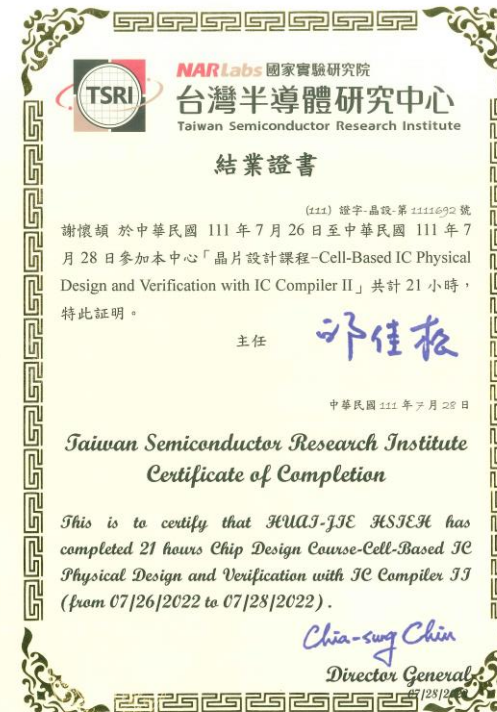 TSRI
NARLabs 國家實驗研究院
台灣半導體研究中心
Taiwan Semiconductor Research Institute
結業證書
(111) 證字-晶設-第 1111692 號
謝懷頡 於中華民國 111 年 7 月 26 日至中華民國 111 年 7
月 28 日參加本中心「晶片設計課程-Cell-Based IC Physical
Design and Verification with IC Compiler II」共計 21 小時，
特此証明。
主任
中華民國 111 年 7 月 28 日
Taiwan Semiconductor Research Institute
Certificate of Completion
This is to certify that HUAI-JIE HSIEH has
completed 21 hours Chip Design Course-Cell-Based IC
Physical Design and Verification with IC Compiler II
(from 07/26/2022 to 07/28/2022).
Director General
07/28/2022